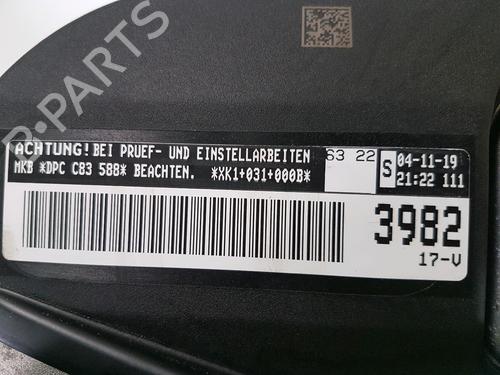 B-PARTS
ACHTUNG! BEI PRUEF- UND EINSTELLARBEITEN
MKB *DPC C83 588* BEACHTEN. *XK1+031+000B*
63 22
S
04-11-19
21:22 111
3982
17-V